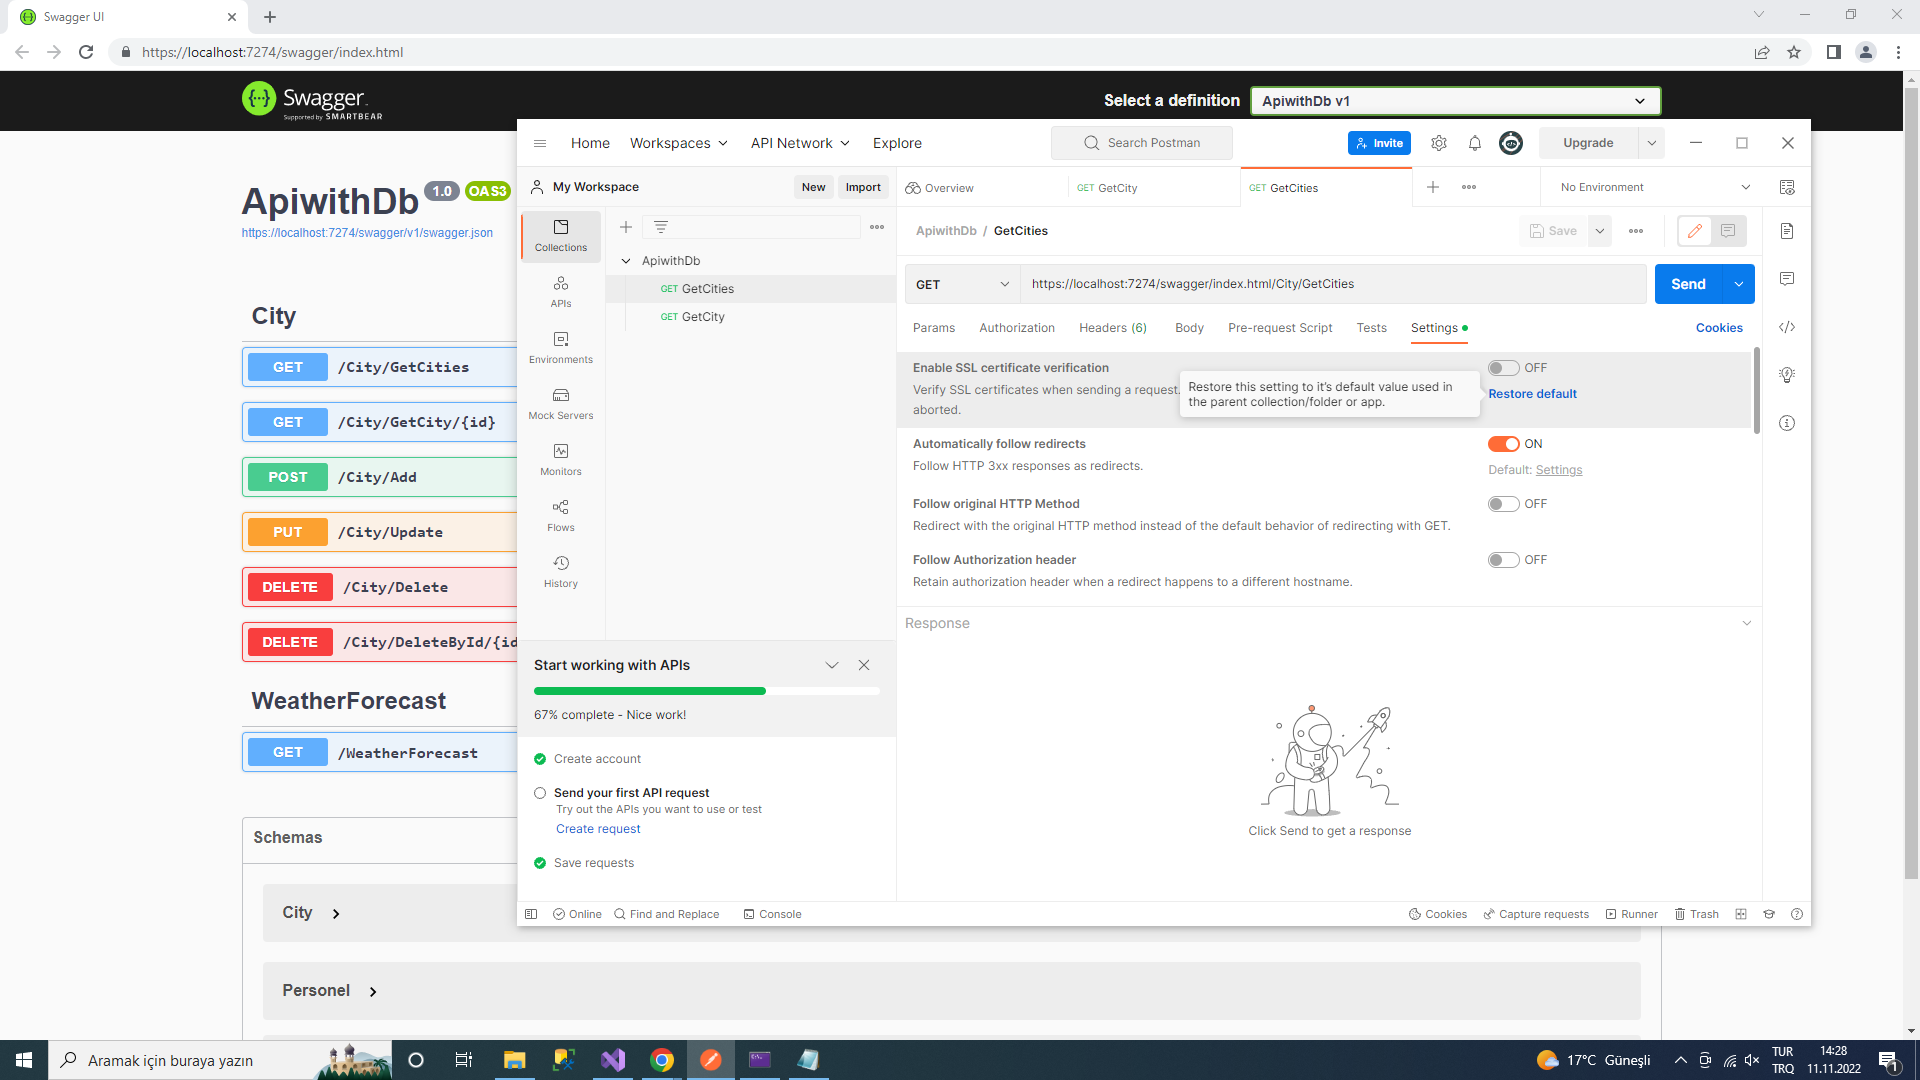 Swagger UI
https://localhost:7274/swagger/index.html
Swagger
Supported by SMARTBEAR
Select a definition
ApiwithDb v1
ApiwithDb 1.0 OAS3
https://localhost:7274/swagger/v1/swagger.json
City
GET /City/GetCities
GET /City/GetCity/{id}
POST /City/Add
PUT /City/Update
DELETE /City/Delete
DELETE /City/DeleteById/{id
WeatherForecast
GET /WeatherForecast
Schemas
City
Personel
Home Workspaces API Network Explore
Search Postman
Invite
Upgrade
My Workspace
New Import
Overview
GET GetCity
GET GetCities
No Environment
Collections
APIs
Environments
Mock Servers
Monitors
Flows
History
ApiwithDb
GET GetCities
GET GetCity
ApiwithDb / GetCities
Save
GET https://localhost:7274/swagger/index.html/City/GetCities
Send
Params Authorization Headers (6) Body Pre-request Script Tests Settings Cookies
Enable SSL certificate verification
OFF
Verify SSL certificates when sending a request.
aborted.
Restore this setting to it's default value used in
the parent collection/folder or app.
Restore default
Automatically follow redirects
ON
Follow HTTP 3xx responses as redirects.
Default: Settings
Follow original HTTP Method
OFF
Redirect with the original HTTP method instead of the default behavior of redirecting with GET.
Follow Authorization header
OFF
Retain authorization header when a redirect happens to a different hostname.
Response
Click Send to get a response
Start working with APIs
67% complete - Nice work!
Create account
Send your first API request
Try out the APIs you want to use or test
Create request
Save requests
Online Find and Replace Console
Cookies Capture requests Runner Trash
Aramak için buraya yazın
17°C Güneşli
TUR
TRQ
14:28
11.11.2022
1